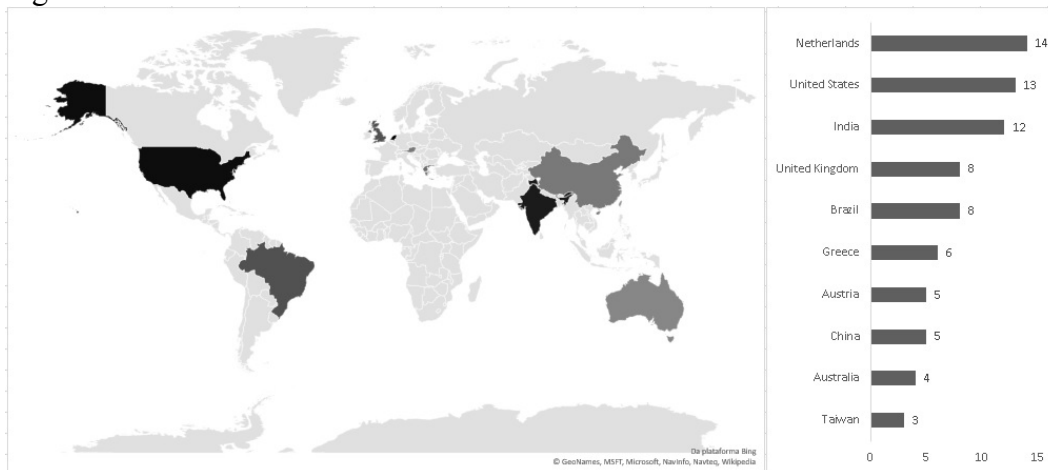 Netherlands 14
United States 13
India 12
United Kingdom 8
Brazil 8
Greece 6
Austria 5
China 5
Australia 4
Taiwan 3
0 5 10 15
Da plataforma Bing
© GeoNames, MSFT, Microsoft, NavInfo, Navteq, Wikipedia